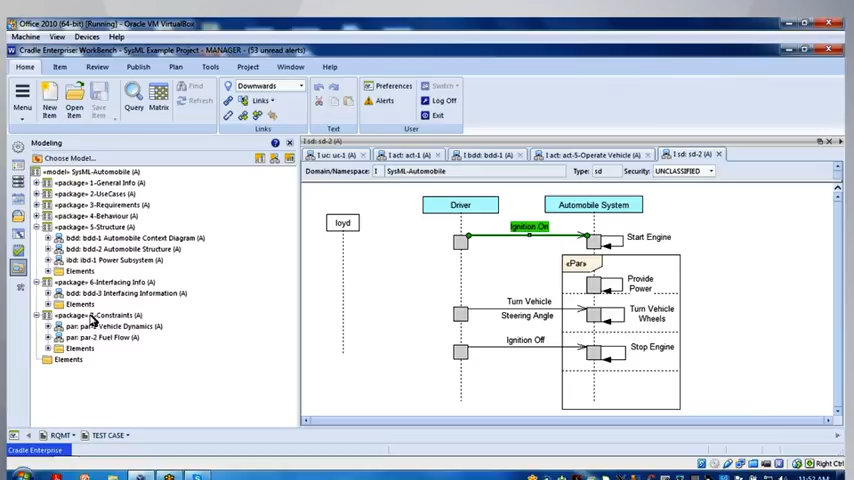 Office 2010 (64-bit) [Running] - Oracle VM VirtualBox
Machine View Devices Help
Cradle Enterprise: WorkBench - SysML Example Project - MANAGER - (53 unread alerts)
Home Item Review Publish Plan Tools Project Window Help
Menu
New Item
Open Item
Save Item
Query
Matrix
Find
Refresh
Downwards
Links
Links
Text
Preferences
Alerts
Switch
Log Off
Exit
User
Modeling
Choose Model...
«model» SysML-Automobile (A)
«package» 1-General Info (A)
«package» 2-UseCases (A)
«package» 3-Requirements (A)
«package» 4-Behaviour (A)
«package» 5-Structure (A)
bdd: bdd-1 Automobile Context Diagram (A)
bdd: bdd-2 Automobile Structure (A)
ibd: ibd-1 Power Subsystem (A)
Elements
«package» 6-Interfacing Info (A)
bdd: bdd-3 Interfacing Information (A)
Elements
«package» 7-Constraints (A)
par: par-1 Vehicle Dynamics (A)
par: par-2 Fuel Flow (A)
Elements
Elements
I sd: sd-2 (A)
I uc: uc-1 (A) I act: act-1 (A) I bdd: bdd-1 (A) I act: act-5-Operate Vehicle (A) I sd: sd-2 (A)
Domain/Namespace: I SysML-Automobile Type: sd Security: UNCLASSIFIED
loyd
Driver
Automobile System
Ignition On
Start Engine
«Par»
Provide
Power
Turn Vehicle
Steering Angle
Turn Vehicle
Wheels
Ignition Off
Stop Engine
RQMT TEST CASE
Cradle Enterprise
Right Ctrl
11:52 AM